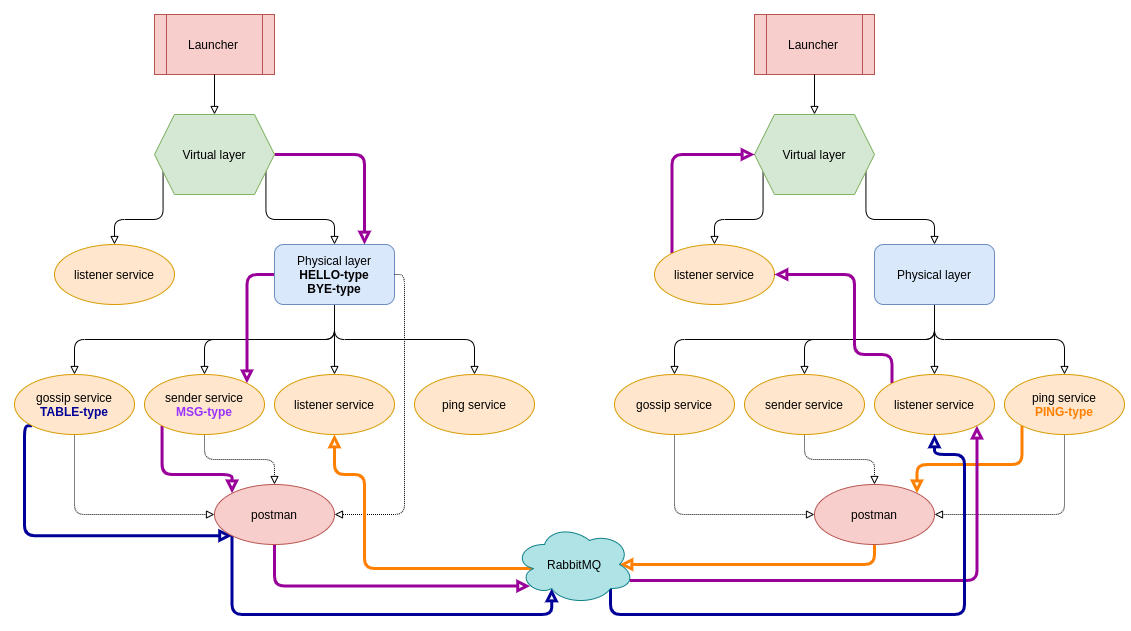 Launcher
Launcher
Virtual layer
Virtual layer
listener service
Physical layer
HELLO-type
BYE-type
listener service
Physical layer
gossip service
TABLE-type
sender service
MSG-type
listener service
ping service
gossip service
sender service
listener service
ping service
PING-type
postman
postman
RabbitMQ